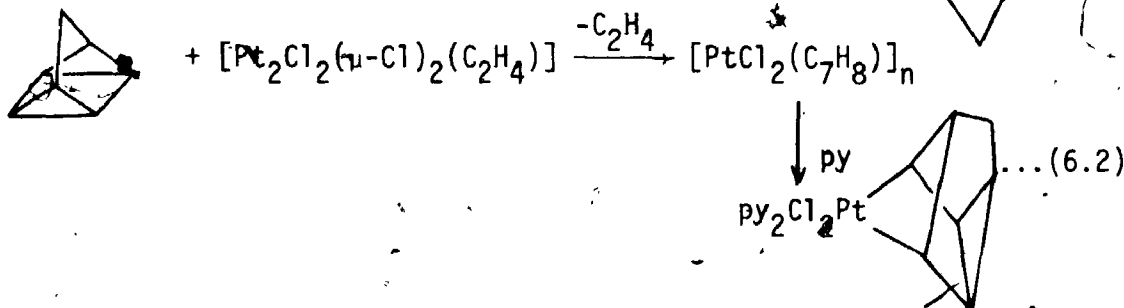 -C2H4
+ [Pt2Cl2(μ-Cl)2(C2H4)] → [PtCl2(C7H8)]n
py
...(6.2)
py2Cl2Pt